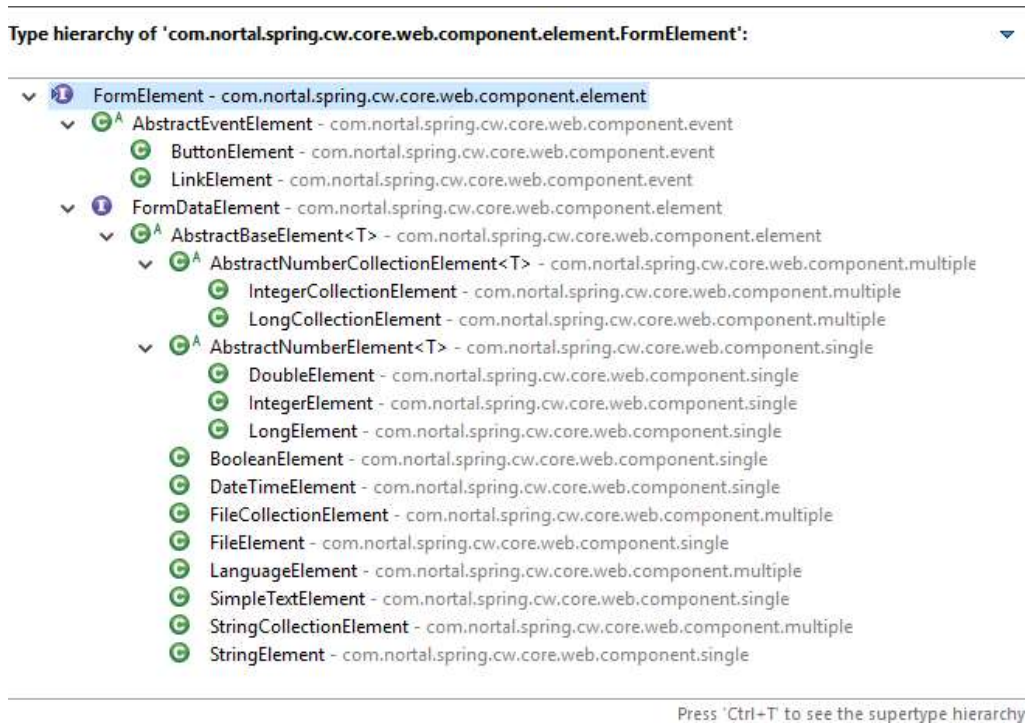 Type hierarchy of 'com.nortal.spring.cw.core.web.component.element.FormElement':
FormElement - com.nortal.spring.cw.core.web.component.element
AbstractEventElement - com.nortal.spring.cw.core.web.component.event
ButtonElement - com.nortal.spring.cw.core.web.component.event
LinkElement - com.nortal.spring.cw.core.web.component.event
FormDataElement - com.nortal.spring.cw.core.web.component.element
AbstractBaseElement<T> - com.nortal.spring.cw.core.web.component.element
AbstractNumberCollectionElement<T> - com.nortal.spring.cw.core.web.component.multiple
IntegerCollectionElement - com.nortal.spring.cw.core.web.component.multiple
LongCollectionElement - com.nortal.spring.cw.core.web.component.multiple
AbstractNumberElement<T> - com.nortal.spring.cw.core.web.component.single
DoubleElement - com.nortal.spring.cw.core.web.component.single
IntegerElement - com.nortal.spring.cw.core.web.component.single
LongElement - com.nortal.spring.cw.core.web.component.single
BooleanElement - com.nortal.spring.cw.core.web.component.single
DateTimeElement - com.nortal.spring.cw.core.web.component.single
FileCollectionElement - com.nortal.spring.cw.core.web.component.multiple
FileElement - com.nortal.spring.cw.core.web.component.single
LanguageElement - com.nortal.spring.cw.core.web.component.multiple
SimpleTextElement - com.nortal.spring.cw.core.web.component.single
StringCollectionElement - com.nortal.spring.cw.core.web.component.multiple
StringElement - com.nortal.spring.cw.core.web.component.single
Press 'Ctrl+T' to see the supertype hierarchy